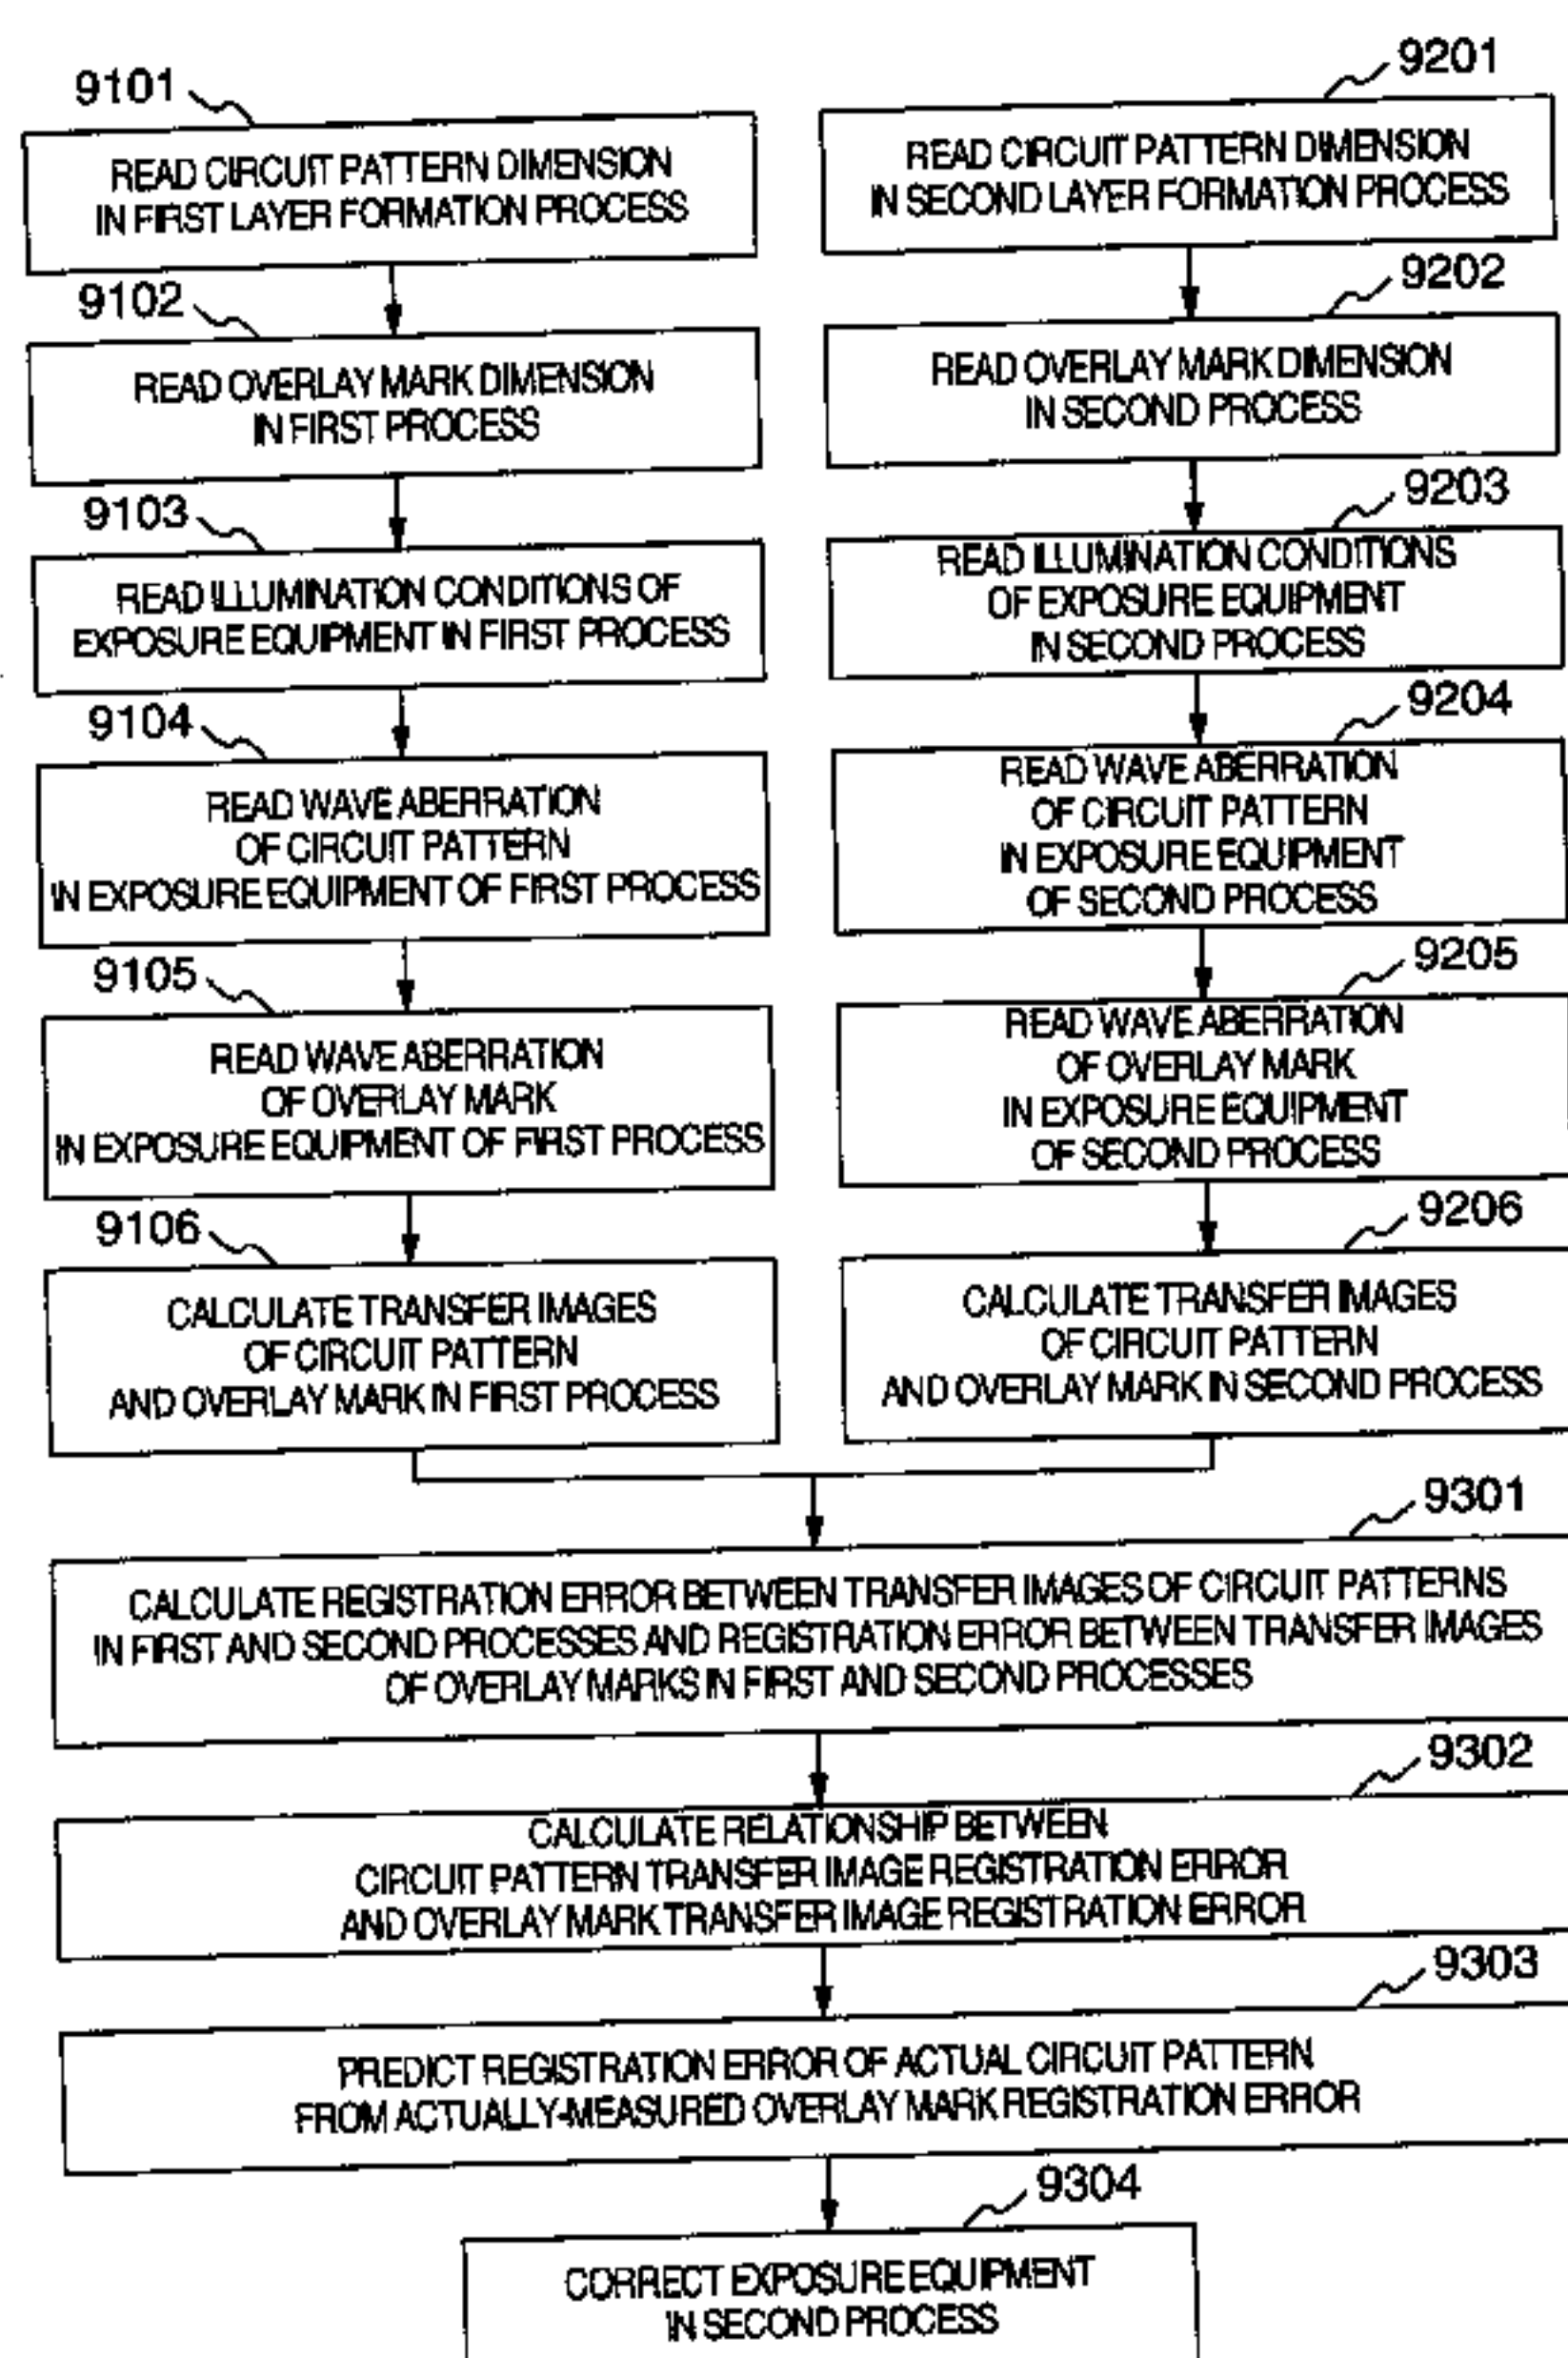 9101
READ CIRCUIT PATTERN DIMENSION
IN FIRST LAYER FORMATION PROCESS
9102
READ OVERLAY MARK DIMENSION
IN FIRST PROCESS
9103
READ ILLUMINATION CONDITIONS OF
EXPOSURE EQUIPMENT IN FIRST PROCESS
9104
READ WAVE ABERRATION
OF CIRCUIT PATTERN
IN EXPOSURE EQUIPMENT OF FIRST PROCESS
9105
READ WAVE ABERRATION
OF OVERLAY MARK
IN EXPOSURE EQUIPMENT OF FIRST PROCESS
9106
CALCULATE TRANSFER IMAGES
OF CIRCUIT PATTERN
AND OVERLAY MARK IN FIRST PROCESS
9201
READ CIRCUIT PATTERN DIMENSION
IN SECOND LAYER FORMATION PROCESS
9202
READ OVERLAY MARK DIMENSION
IN SECOND PROCESS
9203
READ ILLUMINATION CONDITIONS
OF EXPOSURE EQUIPMENT
IN SECOND PROCESS
9204
READ WAVE ABERRATION
OF CIRCUIT PATTERN
IN EXPOSURE EQUIPMENT
OF SECOND PROCESS
9205
READ WAVE ABERRATION
OF OVERLAY MARK
IN EXPOSURE EQUIPMENT
OF SECOND PROCESS
9206
CALCULATE TRANSFER IMAGES
OF CIRCUIT PATTERN
AND OVERLAY MARK IN SECOND PROCESS
9301
CALCULATE REGISTRATION ERROR BETWEEN TRANSFER IMAGES OF CIRCUIT PATTERNS
IN FIRST AND SECOND PROCESSES AND REGISTRATION ERROR BETWEEN TRANSFER IMAGES
OF OVERLAY MARKS IN FIRST AND SECOND PROCESSES
9302
CALCULATE RELATIONSHIP BETWEEN
CIRCUIT PATTERN TRANSFER IMAGE REGISTRATION ERROR
AND OVERLAY MARK TRANSFER IMAGE REGISTRATION ERROR
9303
PREDICT REGISTRATION ERROR OF ACTUAL CIRCUIT PATTERN
FROM ACTUALLY-MEASURED OVERLAY MARK REGISTRATION ERROR
9304
CORRECT EXPOSURE EQUIPMENT
IN SECOND PROCESS